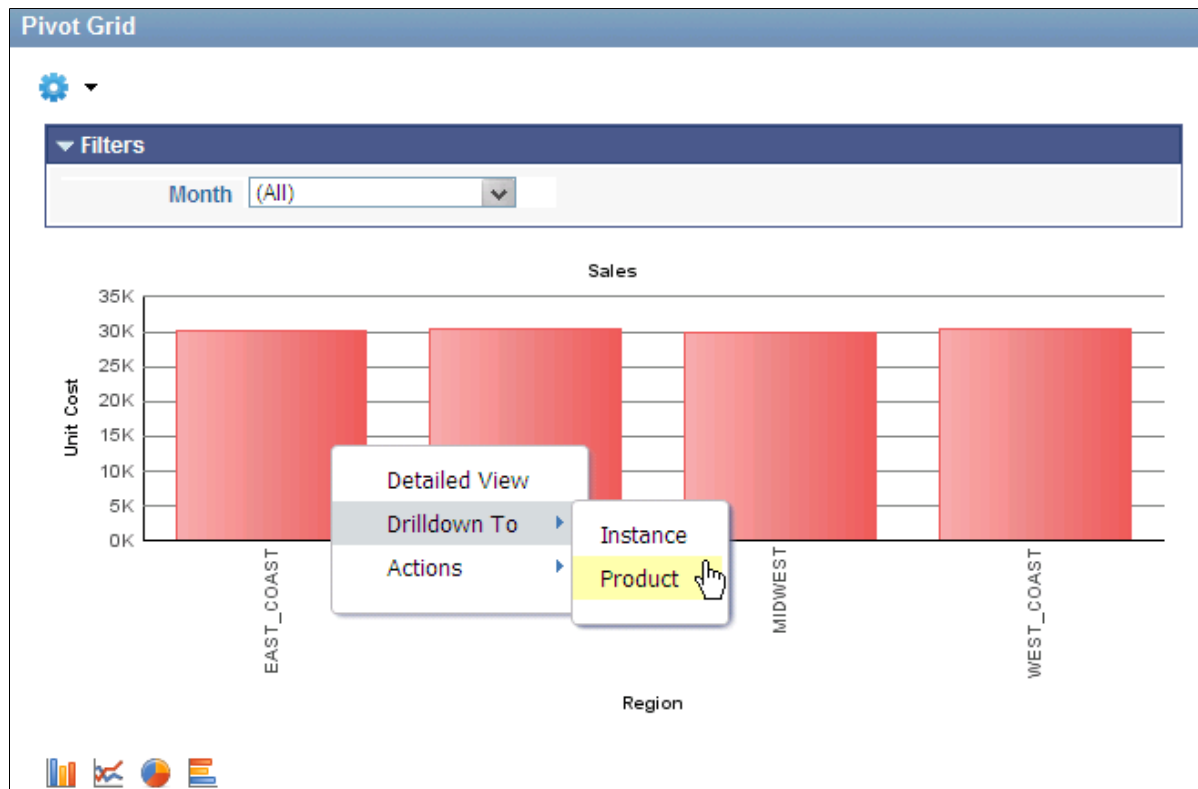 Pivot Grid
Filters
Month (All)
Sales
35K
30K
25K
20K
15K
10K
5K
0K
Unit Cost
Detailed View
Drilldown To
Actions
Instance
Product
EAST_COAST
MIDWEST
WEST_COAST
Region